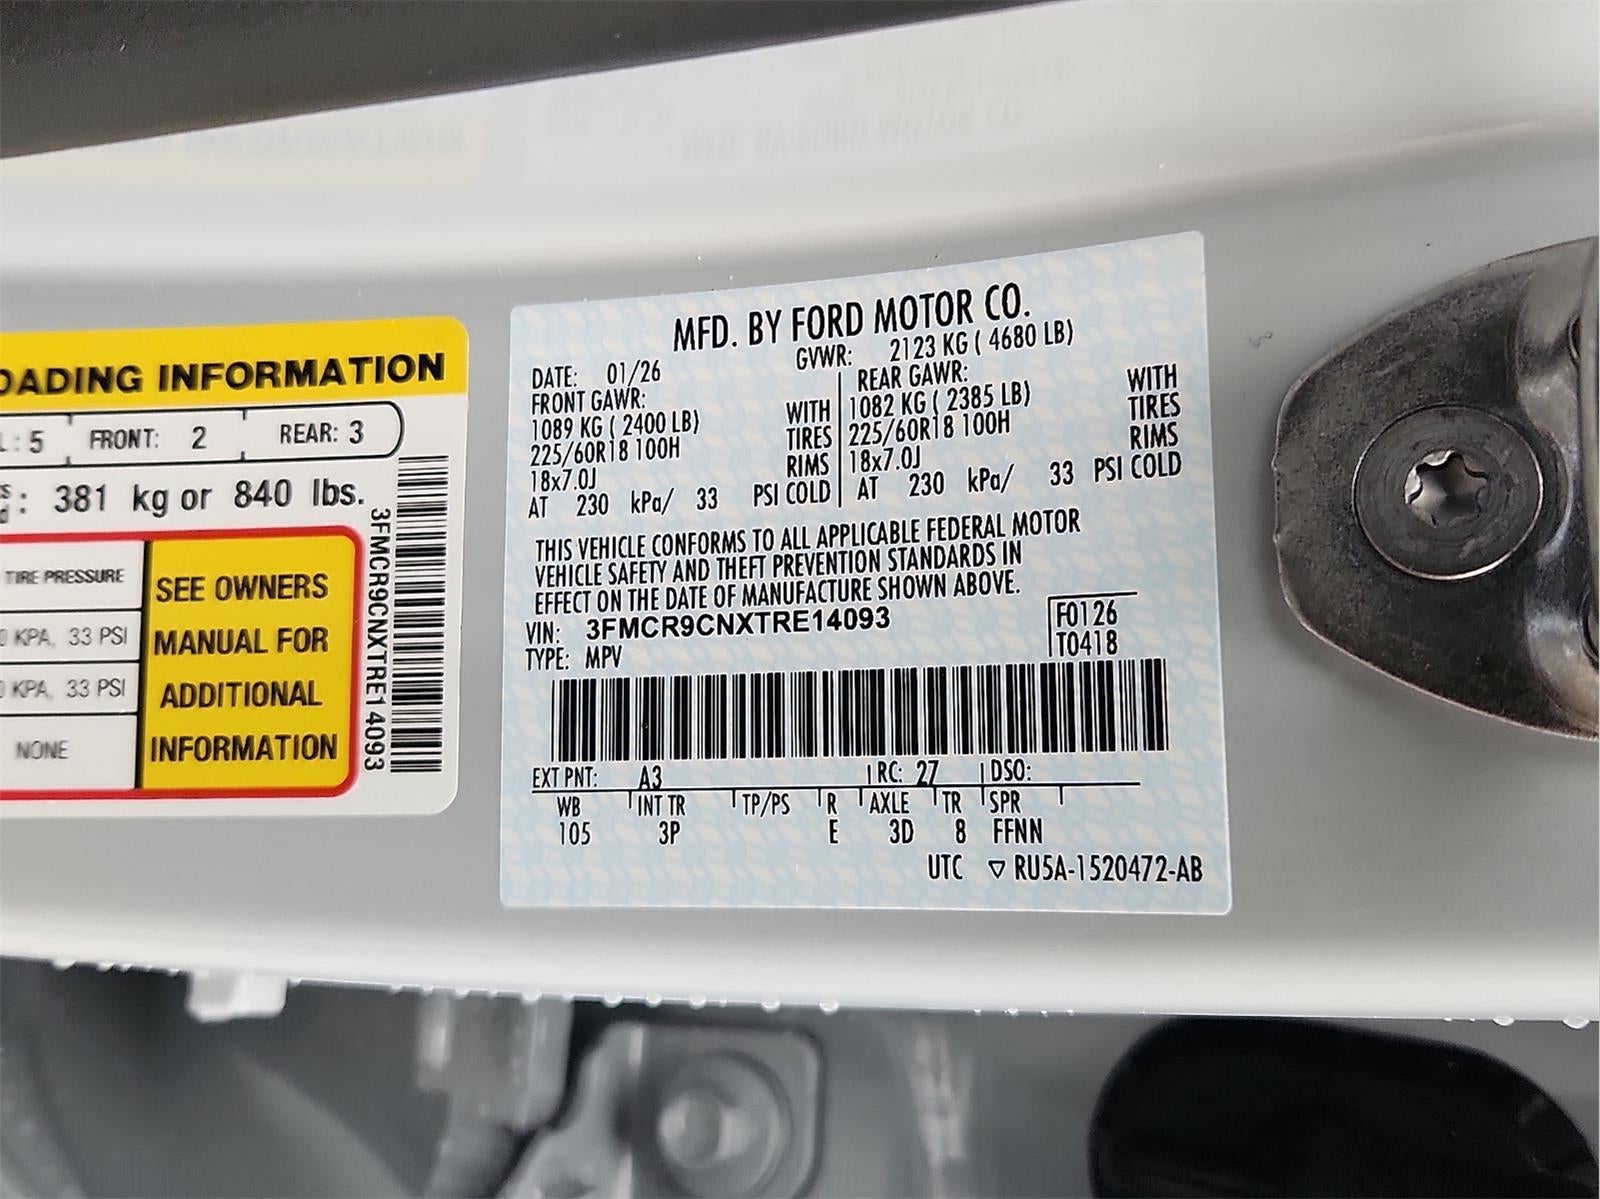 LOADING INFORMATION
L: 5 FRONT: 2 REAR: 3
381 kg or 840 lbs.
TIRE PRESSURE
0 KPA, 33 PSI
0 KPA, 33 PSI
NONE
SEE OWNERS
MANUAL FOR
ADDITIONAL
INFORMATION
3FMCR9CNXTRE14093
MFD. BY FORD MOTOR CO.
DATE: 01/26 GVWR: 2123 KG ( 4680 LB)
FRONT GAWR: REAR GAWR:
1089 KG ( 2400 LB) WITH 1082 KG ( 2385 LB) WITH
225/60R18 100H TIRES 225/60R18 100H TIRES
18x7.0J RIMS 18x7.0J RIMS
AT 230 kPa/ 33 PSI COLD AT 230 kPa/ 33 PSI COLD
THIS VEHICLE CONFORMS TO ALL APPLICABLE FEDERAL MOTOR
VEHICLE SAFETY AND THEFT PREVENTION STANDARDS IN
EFFECT ON THE DATE OF MANUFACTURE SHOWN ABOVE.
VIN: 3FMCR9CNXTRE14093 F0126
TYPE: MPV T0418
EXT PNT: A3 RC: 27 DSO:
WB INT TR TP/PS R AXLE TR SPR
105 3P E 3D 8 FFNN
UTC ▽ RU5A-1520472-AB